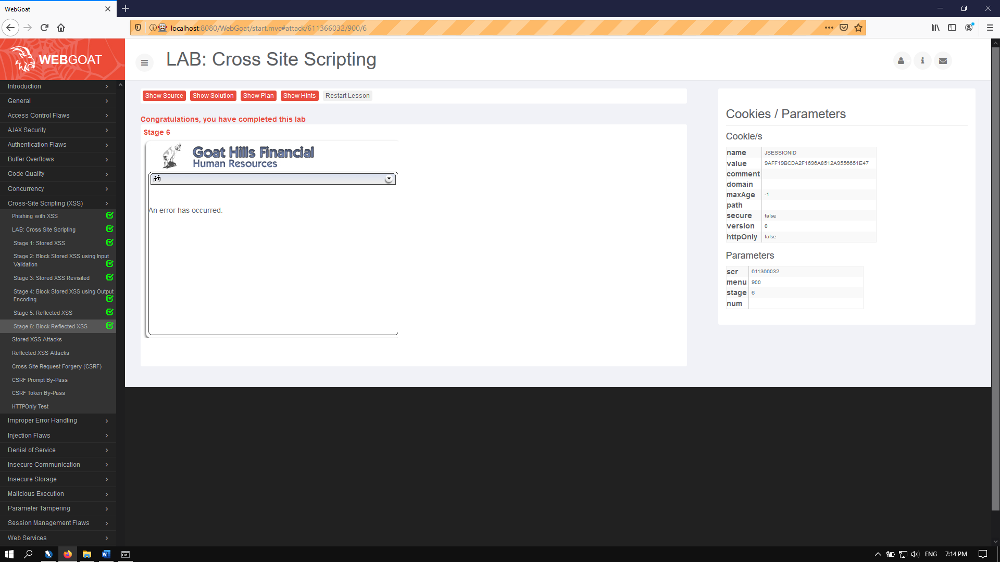 WebGoat
localhost:8080/WebGoat/start.mvc#attack/611366032/900/6
WEBGOAT
LAB: Cross Site Scripting
Introduction
General
Access Control Flaws
AJAX Security
Authentication Flaws
Buffer Overflows
Code Quality
Concurrency
Cross-Site Scripting (XSS)
Phishing with XSS
LAB: Cross Site Scripting
Stage 1: Stored XSS
Stage 2: Block Stored XSS using Input
Validation
Stage 3: Stored XSS Revisited
Stage 4: Block Stored XSS using Output
Encoding
Stage 5: Reflected XSS
Stage 6: Block Reflected XSS
Stored XSS Attacks
Reflected XSS Attacks
Cross Site Request Forgery (CSRF)
CSRF Prompt By-Pass
CSRF Token By-Pass
HTTPOnly Test
Improper Error Handling
Injection Flaws
Denial of Service
Insecure Communication
Insecure Storage
Malicious Execution
Parameter Tampering
Session Management Flaws
Web Services
Show Source Show Solution Show Plan Show Hints Restart Lesson
Congratulations, you have completed this lab
Stage 6
Goat Hills Financial
Human Resources
An error has occurred.
Cookies / Parameters
Cookie/s
name JSESSIONID
value 9AFF19BCDA2F1696A8512A9556651E47
comment
domain
maxAge -1
path
secure false
version 0
httpOnly false
Parameters
scr 611366032
menu 900
stage 6
num
ENG 7:14 PM